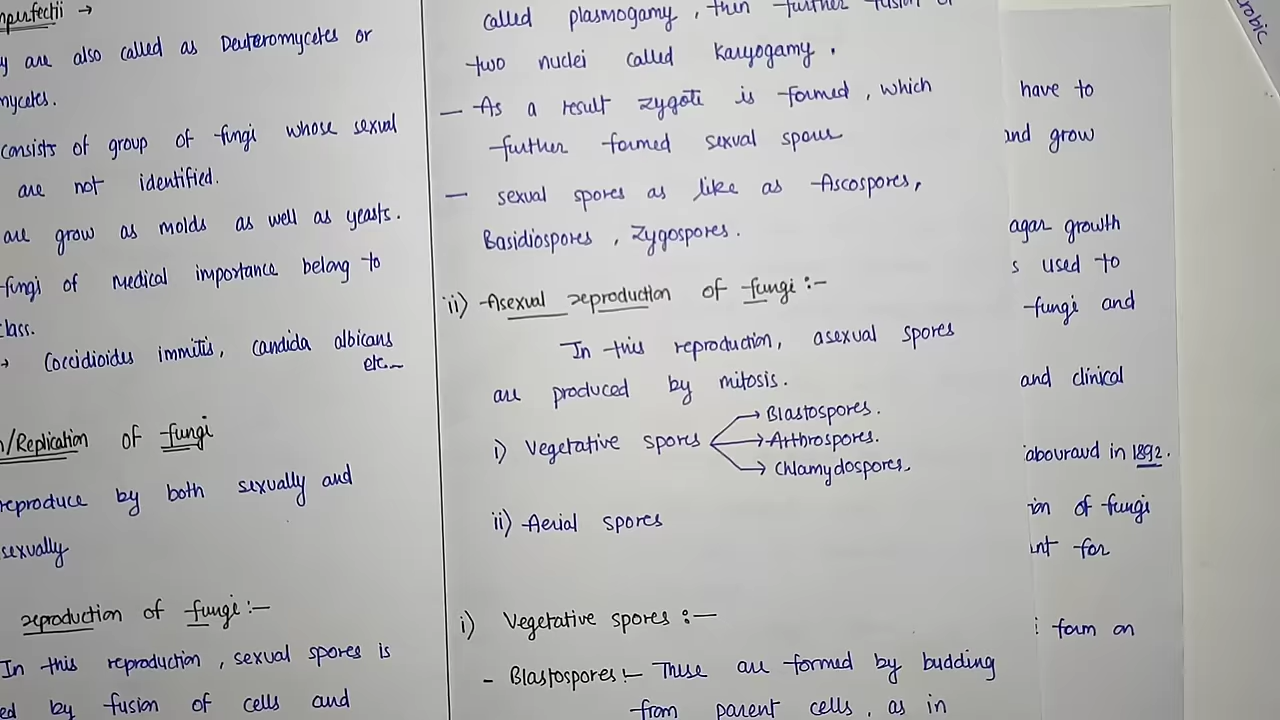 mperfectii →
y are also called as Deuteromycetes or
mycetes.
consists of group of fungi whose sexual
are not identified.
are grow as molds as well as yeasts.
fungi of Medical importance belong to
class.
→ Coccidioides immitis, candida albicans
etc
n/Replication of fungi
reproduce by both sexually and
sexually
reproduction of fungi :—
In this reproduction, sexual spores is
ed by fusion of cells and
called plasmogamy, then further fusion of
two nuclei called Karyogamy.
— As a result zygote is formed, which
further formed sexual spores
— sexual spores as like as Ascospores,
Basidiospores, Zygospores.
ii) Asexual reproduction of fungi :-
In this reproduction, asexual spores
are produced by mitosis.
i) Vegetative spores → Blastospores.
→ Arthrospores.
→ Chlamydospores.
ii) Aerial spores
i) Vegetative spores :—
- Blastospores :- These are formed by budding
from parent cells, as in
have to
and grow
agar growth
s used to
fungi and
and clinical
abouraud in 1892.
ion of fungi
nt for
form on
robic